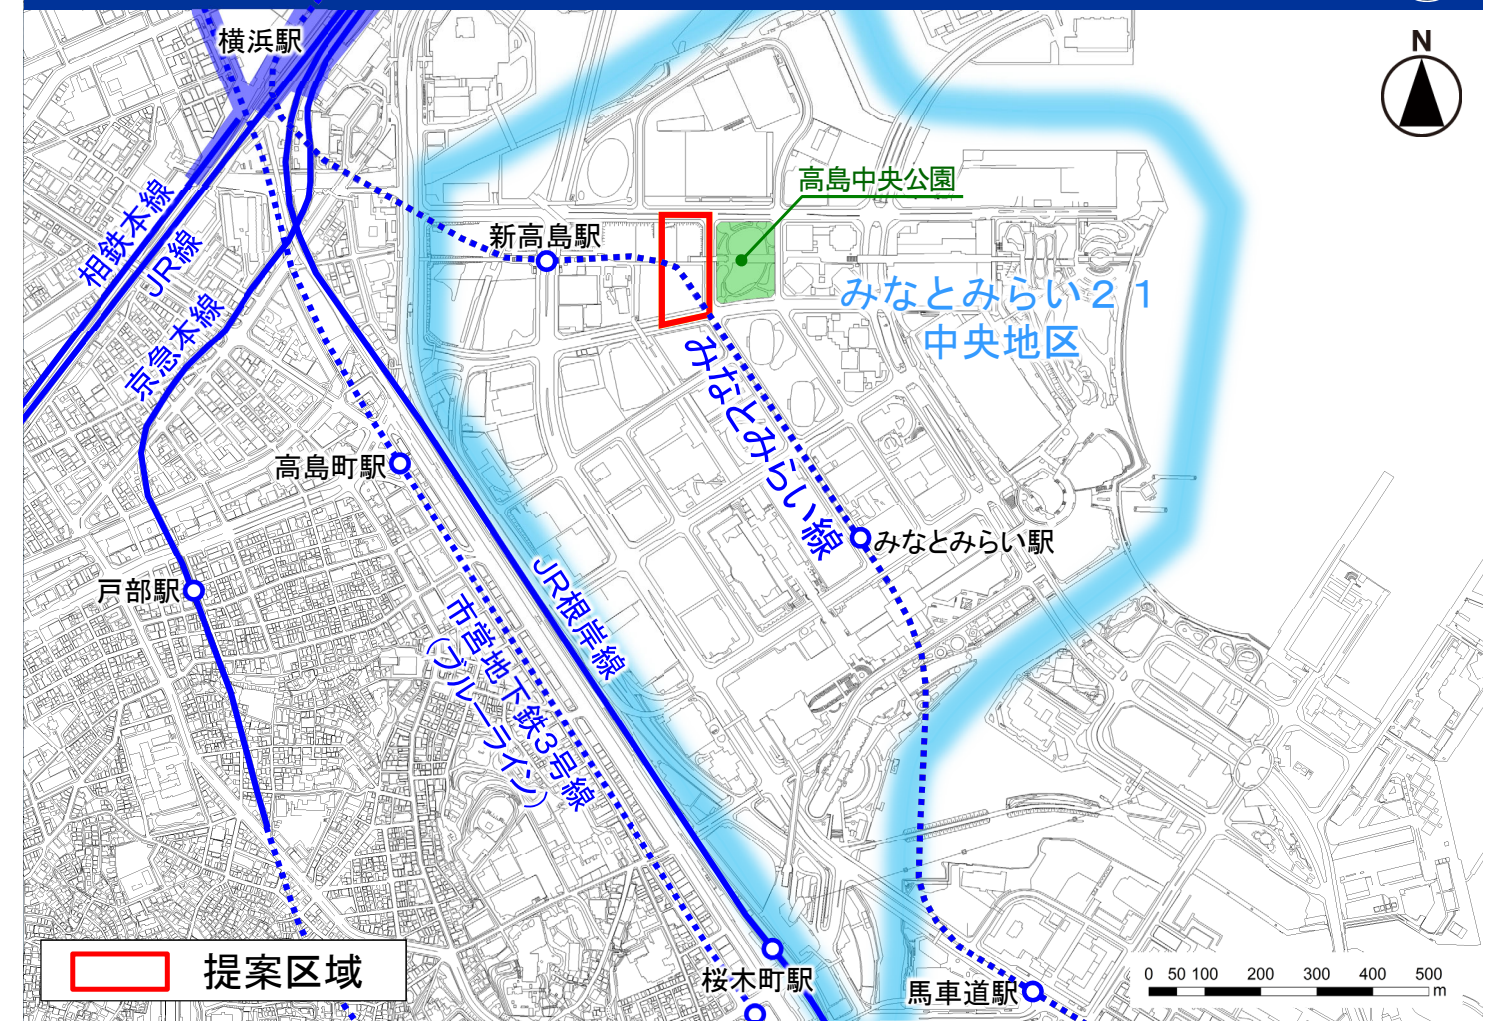 横浜駅
N
高島中央公園
新高島駅
相鉄本線
JR線
京急本線
みなとみらい21
中央地区
みなとみらい線
高島町駅
みなとみらい駅
戸部駅
JR根岸線
市営地下鉄3号線
(ブルーライン)
提案区域
桜木町駅
馬車道駅
0 50 100 200 300 400 500
m